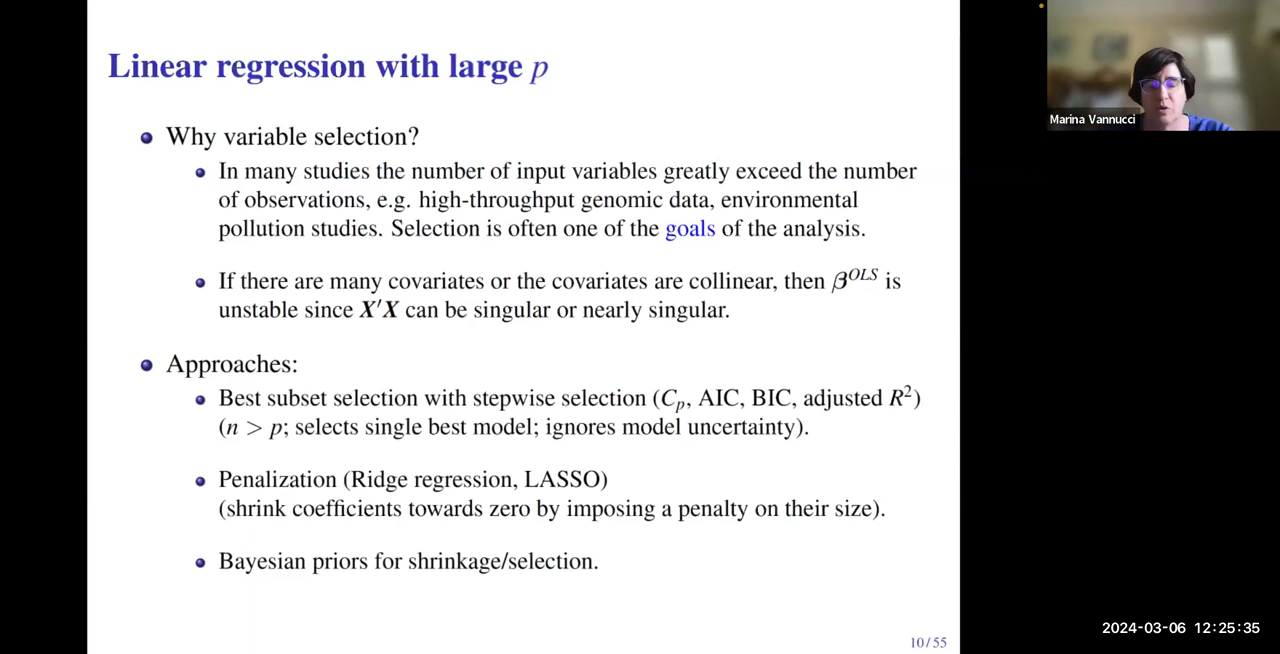 Linear regression with large p
Why variable selection?
In many studies the number of input variables greatly exceed the number
of observations, e.g. high-throughput genomic data, environmental
pollution studies. Selection is often one of the goals of the analysis.
If there are many covariates or the covariates are collinear, then β^OLS is
unstable since X′X can be singular or nearly singular.
Approaches:
Best subset selection with stepwise selection (C_p, AIC, BIC, adjusted R²)
(n > p; selects single best model; ignores model uncertainty).
Penalization (Ridge regression, LASSO)
(shrink coefficients towards zero by imposing a penalty on their size).
Bayesian priors for shrinkage/selection.
10/55
Marina Vannucci
2024-03-06 12:25:35